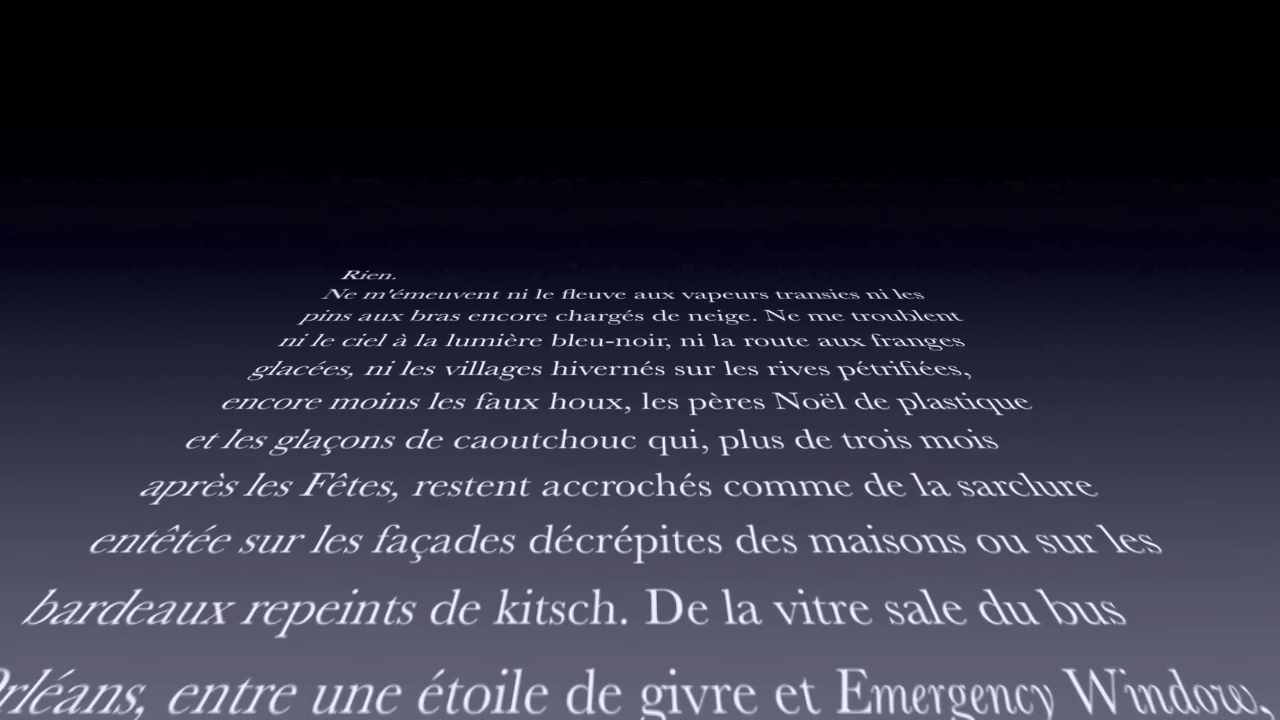 Rien.
Ne m'émeuvent ni le fleuve aux vapeurs transies ni les
pins aux bras encore chargés de neige. Ne me troublent
ni le ciel à la lumière bleu-noir, ni la route aux franges
glacées, ni les villages hivernés sur les rives pétrifiées,
encore moins les faux houx, les pères Noël de plastique
et les glaçons de caoutchouc qui, plus de trois mois
après les Fêtes, restent accrochés comme de la sarclure
entêtée sur les façades décrépites des maisons ou sur les
bardeaux repeints de kitsch. De la vitre sale du bus
Orléans, entre une étoile de givre et Emergency Window,